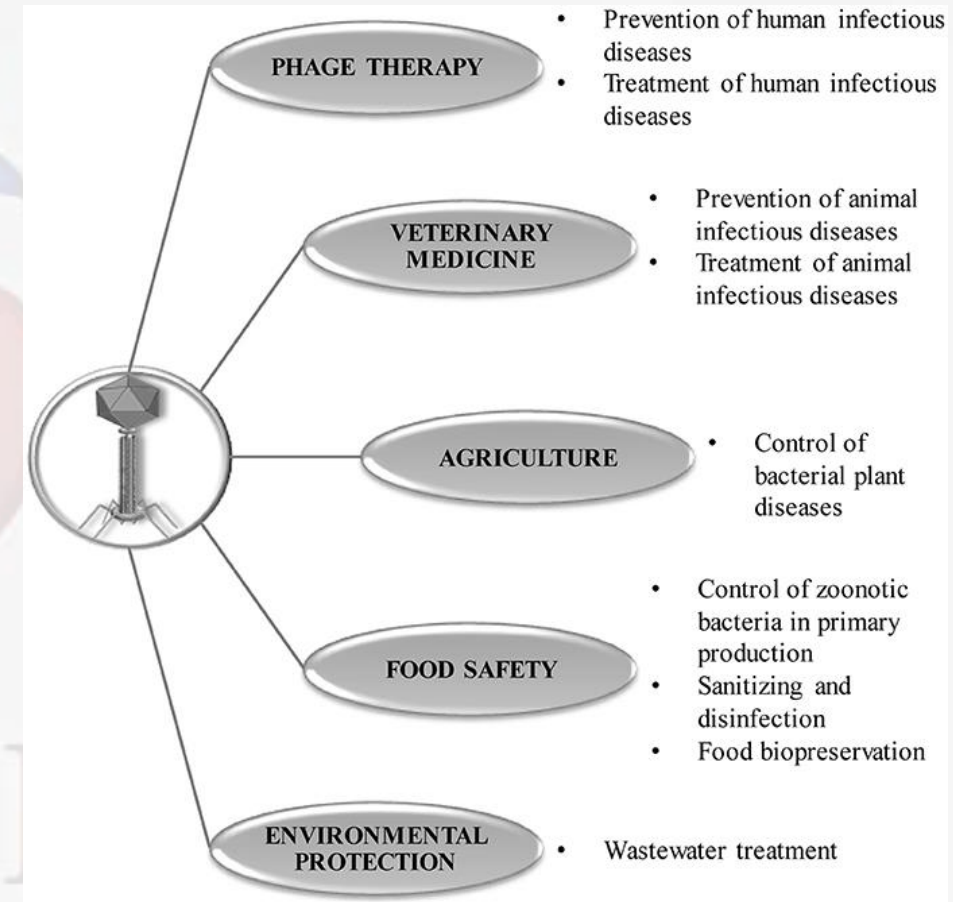 PHAGE THERAPY
• Prevention of human infectious
diseases
• Treatment of human infectious
diseases
VETERINARY
MEDICINE
• Prevention of animal
infectious diseases
• Treatment of animal
infectious diseases
AGRICULTURE
• Control of
bacterial plant
diseases
FOOD SAFETY
• Control of zoonotic
bacteria in primary
production
• Sanitizing and
disinfection
• Food biopreservation
ENVIRONMENTAL
PROTECTION
• Wastewater treatment